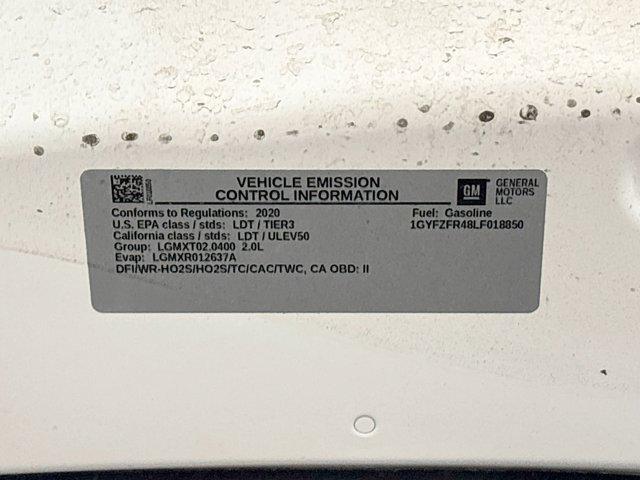 VEHICLE EMISSION
CONTROL INFORMATION
GM
GENERAL
MOTORS
LLC
Conforms to Regulations: 2020
Fuel: Gasoline
U.S. EPA class / stds: LDT / TIER3
1GYFZFR48LF018850
California class / stds: LDT / ULEV50
Group: LGMXT02.0400 2.0L
Evap: LGMXR012637A
DFI/WR-HO2S/HO2S/TC/CAC/TWC, CA OBD: II